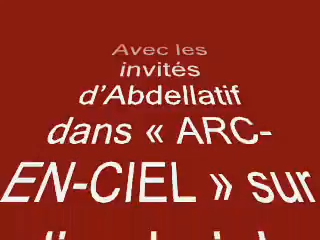 Avec les
invités
d'Abdellatif
dans « ARC-
EN-CIEL » sur